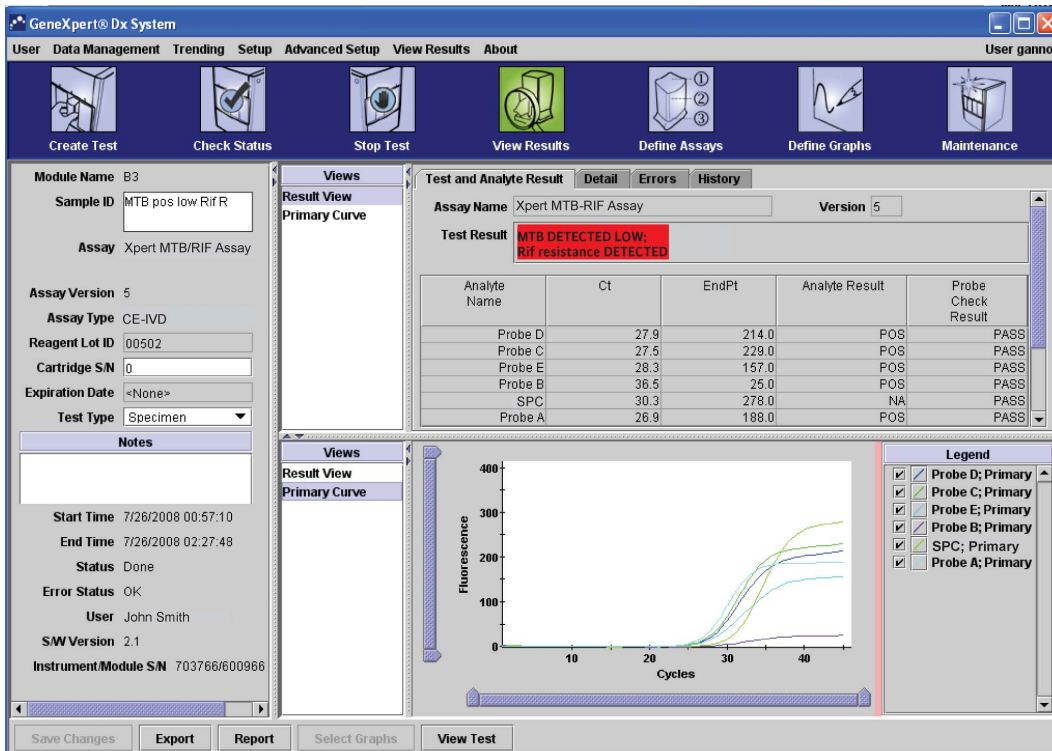 GeneXpert® Dx System
User Data Management Trending Setup Advanced Setup View Results About User ganno
Create Test Check Status Stop Test View Results Define Assays Define Graphs Maintenance
Module Name B3
Sample ID MTB pos low Rif R
Assay Xpert MTB/RIF Assay
Assay Version 5
Assay Type CE-IVD
Reagent Lot ID 00502
Cartridge S/N 0
Expiration Date <None>
Test Type Specimen
Notes
Start Time 7/26/2008 00:57:10
End Time 7/26/2008 02:27:48
Status Done
Error Status OK
User John Smith
S/W Version 2.1
Instrument/Module S/N 703766/600966
Views
Result View
Primary Curve
Test and Analyte Result Detail Errors History
Assay Name Xpert MTB-RIF Assay Version 5
Test Result MTB DETECTED LOW;
Rif resistance DETECTED
Analyte Name Ct EndPt Analyte Result Probe Check Result
Probe D 27.9 214.0 POS PASS
Probe C 27.5 229.0 POS PASS
Probe E 28.3 157.0 POS PASS
Probe B 36.5 25.0 POS PASS
SPC 30.3 278.0 NA PASS
Probe A 26.9 188.0 POS PASS
Views
Result View
Primary Curve
Fluorescence
400
300
200
100
0
10 20 30 40
Cycles
Legend
Probe D; Primary
Probe C; Primary
Probe E; Primary
Probe B; Primary
SPC; Primary
Probe A; Primary
Save Changes Export Report Select Graphs View Test